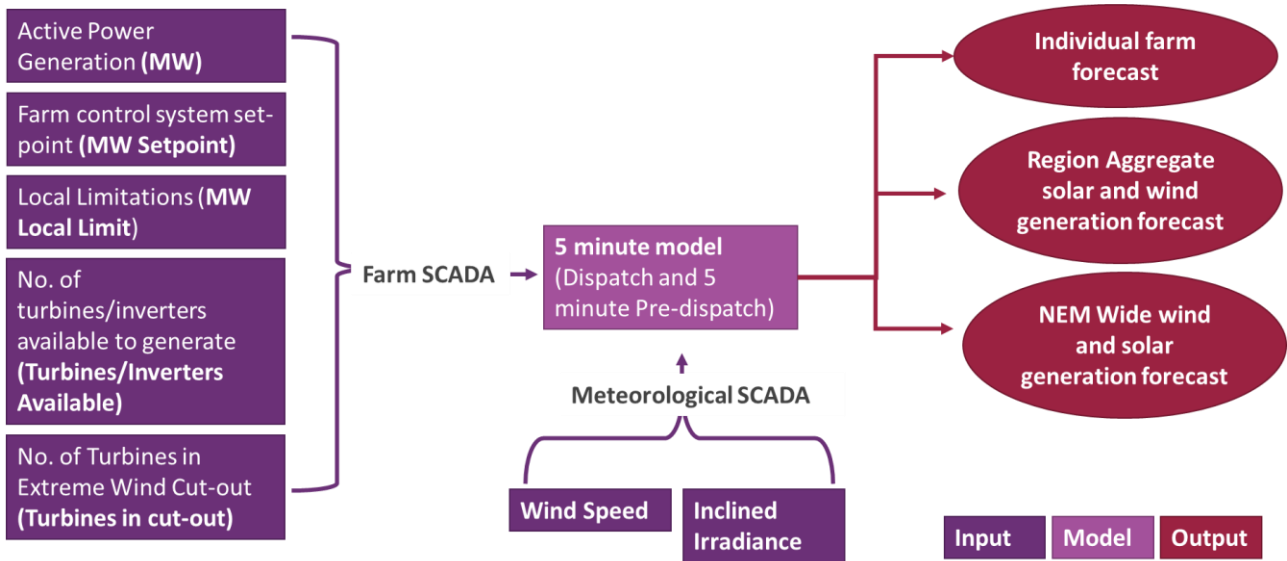 Active Power
Generation (MW)
Farm control system set-
point (MW Setpoint)
Local Limitations (MW
Local Limit)
No. of
turbines/inverters
available to generate
(Turbines/Inverters
Available)
No. of Turbines in
Extreme Wind Cut-out
(Turbines in cut-out)
Farm SCADA
5 minute model
(Dispatch and 5
minute Pre-dispatch)
Meteorological SCADA
Wind Speed
Inclined
Irradiance
Individual farm
forecast
Region Aggregate
solar and wind
generation forecast
NEM Wide wind
and solar
generation forecast
Input
Model
Output